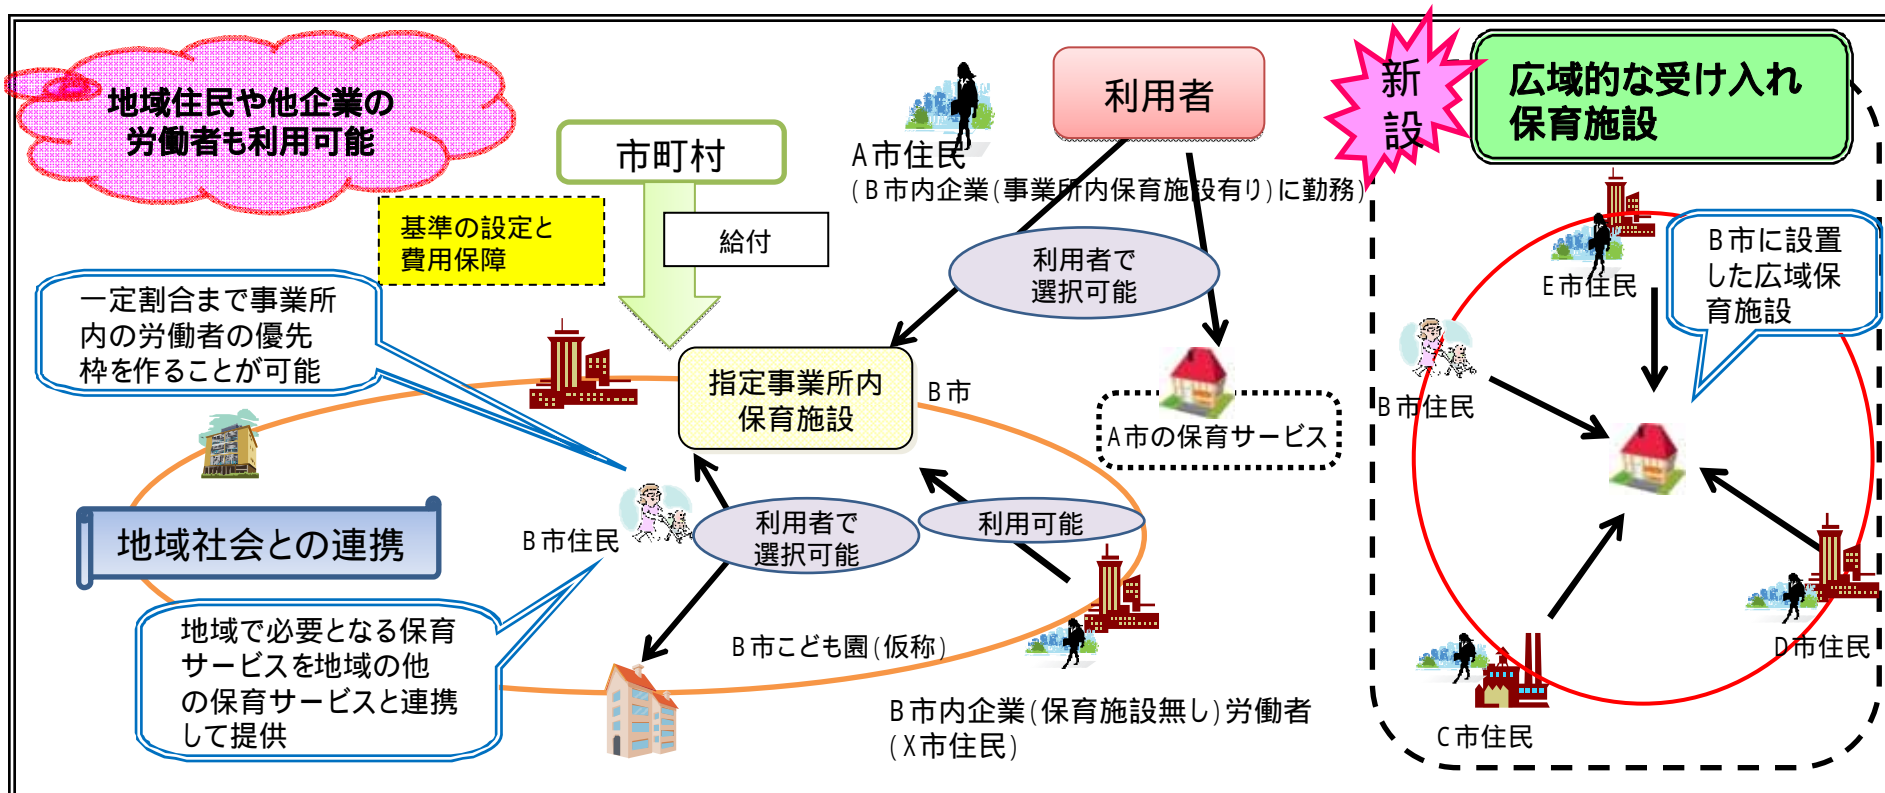 地域住民や他企業の
労働者も利用可能
市町村
基準の設定と
費用保障
給付
利用者
A市住民
(B市内企業(事業所内保育施設有り)に勤務)
利用者で
選択可能
一定割合まで事業所
内の労働者の優先
枠を作ることが可能
指定事業所内
保育施設
B市
A市の保育サービス
地域社会との連携
B市住民
利用者で
選択可能
利用可能
地域で必要となる保育
サービスを地域の他
の保育サービスと連携
して提供
B市こども園(仮称)
B市内企業(保育施設無し)労働者
(X市住民)
新
設
広域的な受け入れ
保育施設
B市に設置
した広域保
育施設
E市住民
B市住民
D市住民
C市住民